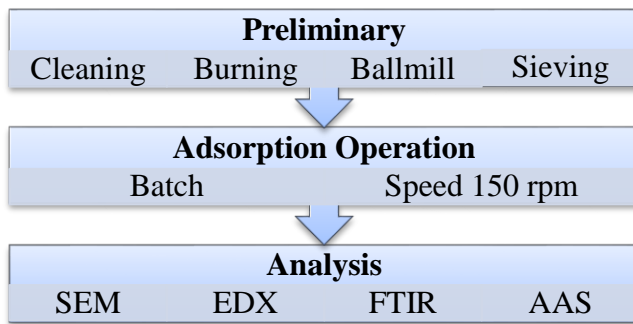 Preliminary
Cleaning Burning Ballmill Sieving
Adsorption Operation
Batch Speed 150 rpm
Analysis
SEM EDX FTIR AAS